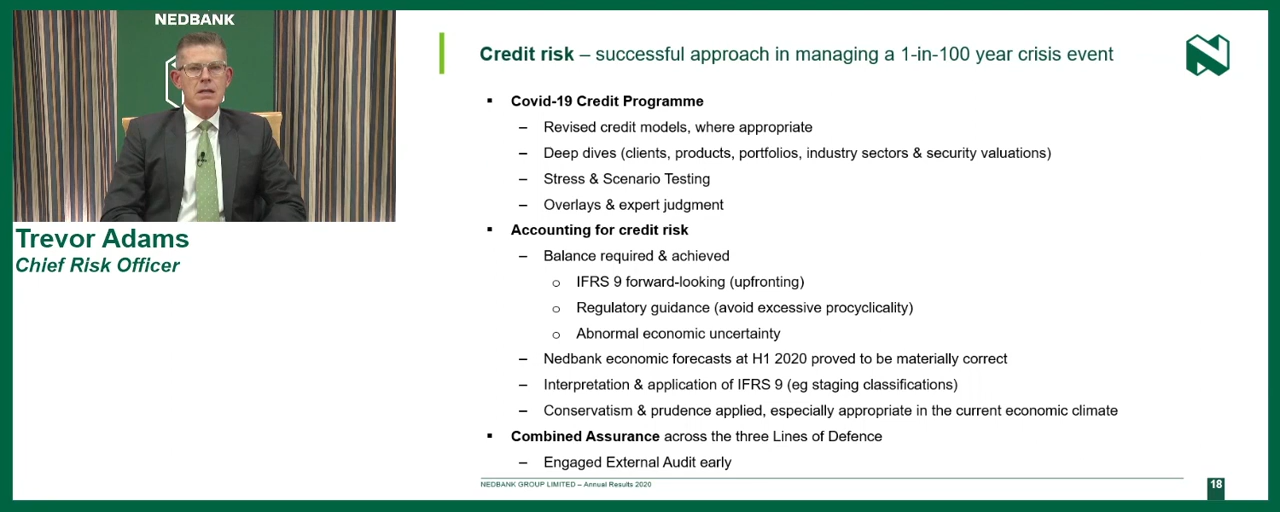 NEDBANK
Trevor Adams
Chief Risk Officer
Credit risk – successful approach in managing a 1-in-100 year crisis event
▪ Covid-19 Credit Programme
– Revised credit models, where appropriate
– Deep dives (clients, products, portfolios, industry sectors & security valuations)
– Stress & Scenario Testing
– Overlays & expert judgment
▪ Accounting for credit risk
– Balance required & achieved
o IFRS 9 forward-looking (upfronting)
o Regulatory guidance (avoid excessive procyclicality)
o Abnormal economic uncertainty
– Nedbank economic forecasts at H1 2020 proved to be materially correct
– Interpretation & application of IFRS 9 (eg staging classifications)
– Conservatism & prudence applied, especially appropriate in the current economic climate
▪ Combined Assurance across the three Lines of Defence
– Engaged External Audit early
NEDBANK GROUP LIMITED – Annual Results 2020
18